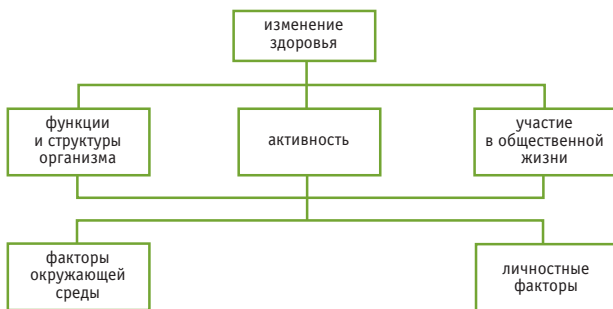 изменение
здоровья
функции
и структуры
организма
активность
участие
в общественной
жизни
факторы
окружающей
среды
личностные
факторы